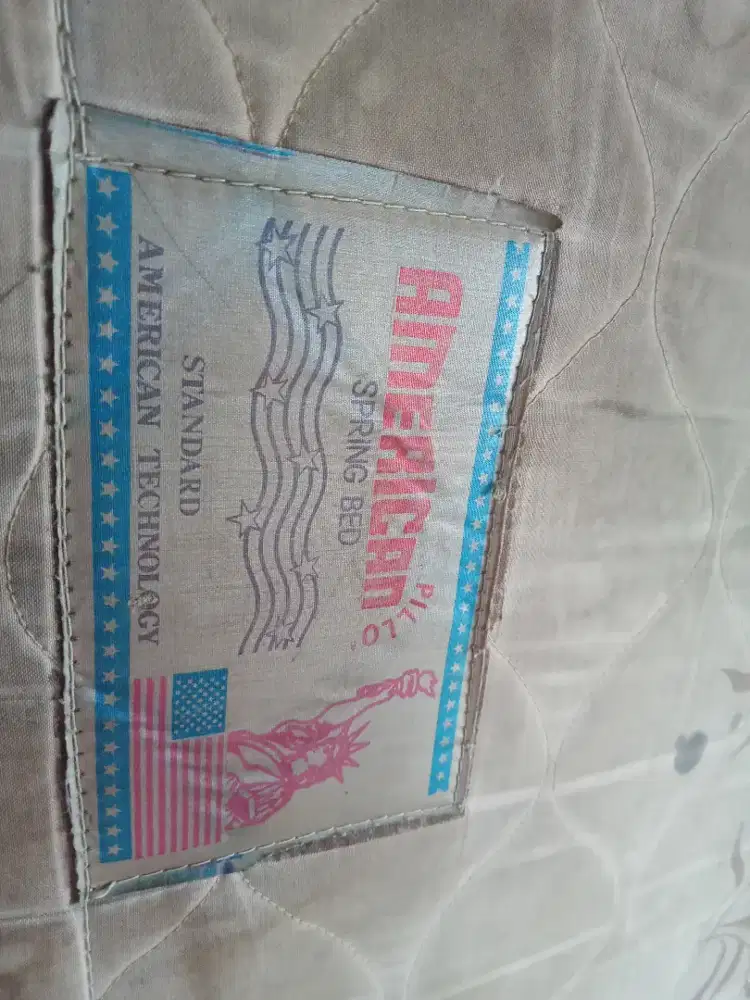 AMERICAN
PILLO
SPRING BED
STANDARD
AMERICAN TECHNOLOGY